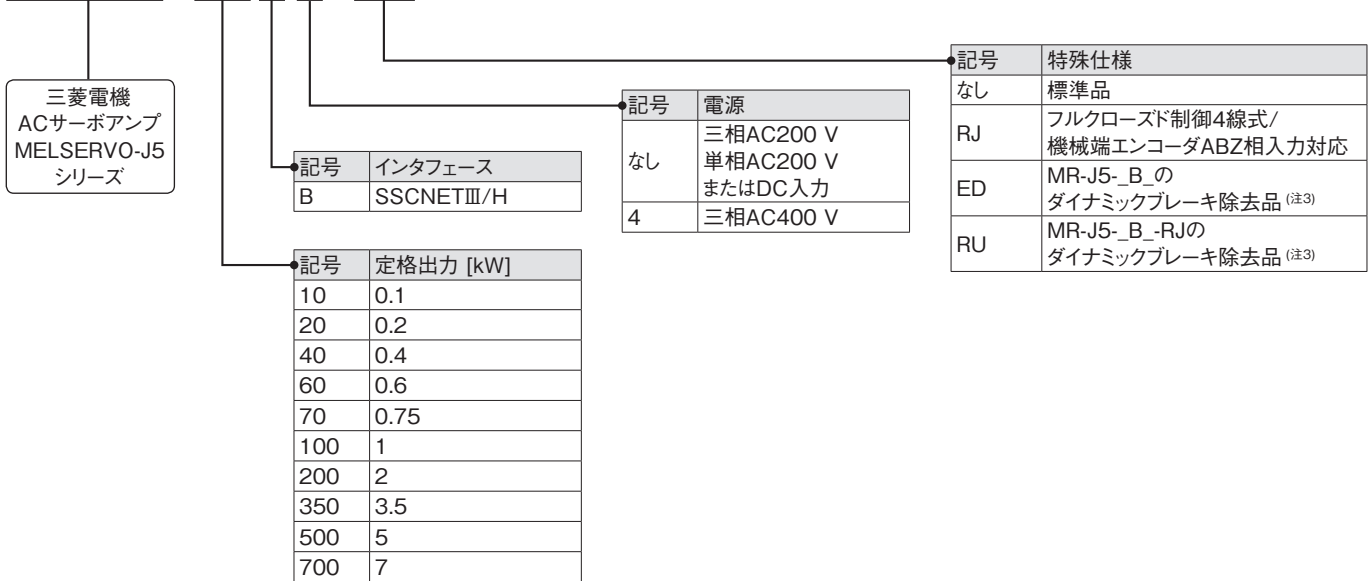 三菱電機
ACサーボアンプ
MELSERVO-J5
シリーズ
記号 インタフェース
B SSCNETⅢ/H
記号 定格出力 [kW]
10 0.1
20 0.2
40 0.4
60 0.6
70 0.75
100 1
200 2
350 3.5
500 5
700 7
記号 電源
なし 三相AC200 V
単相AC200 V
またはDC入力
4 三相AC400 V
記号 特殊仕様
なし 標準品
RJ フルクローズド制御4線式/
機械端エンコーダABZ相入力対応
ED MR-J5-_B_の
ダイナミックブレーキ除去品 (注3)
RU MR-J5-_B_-RJの
ダイナミックブレーキ除去品 (注3)